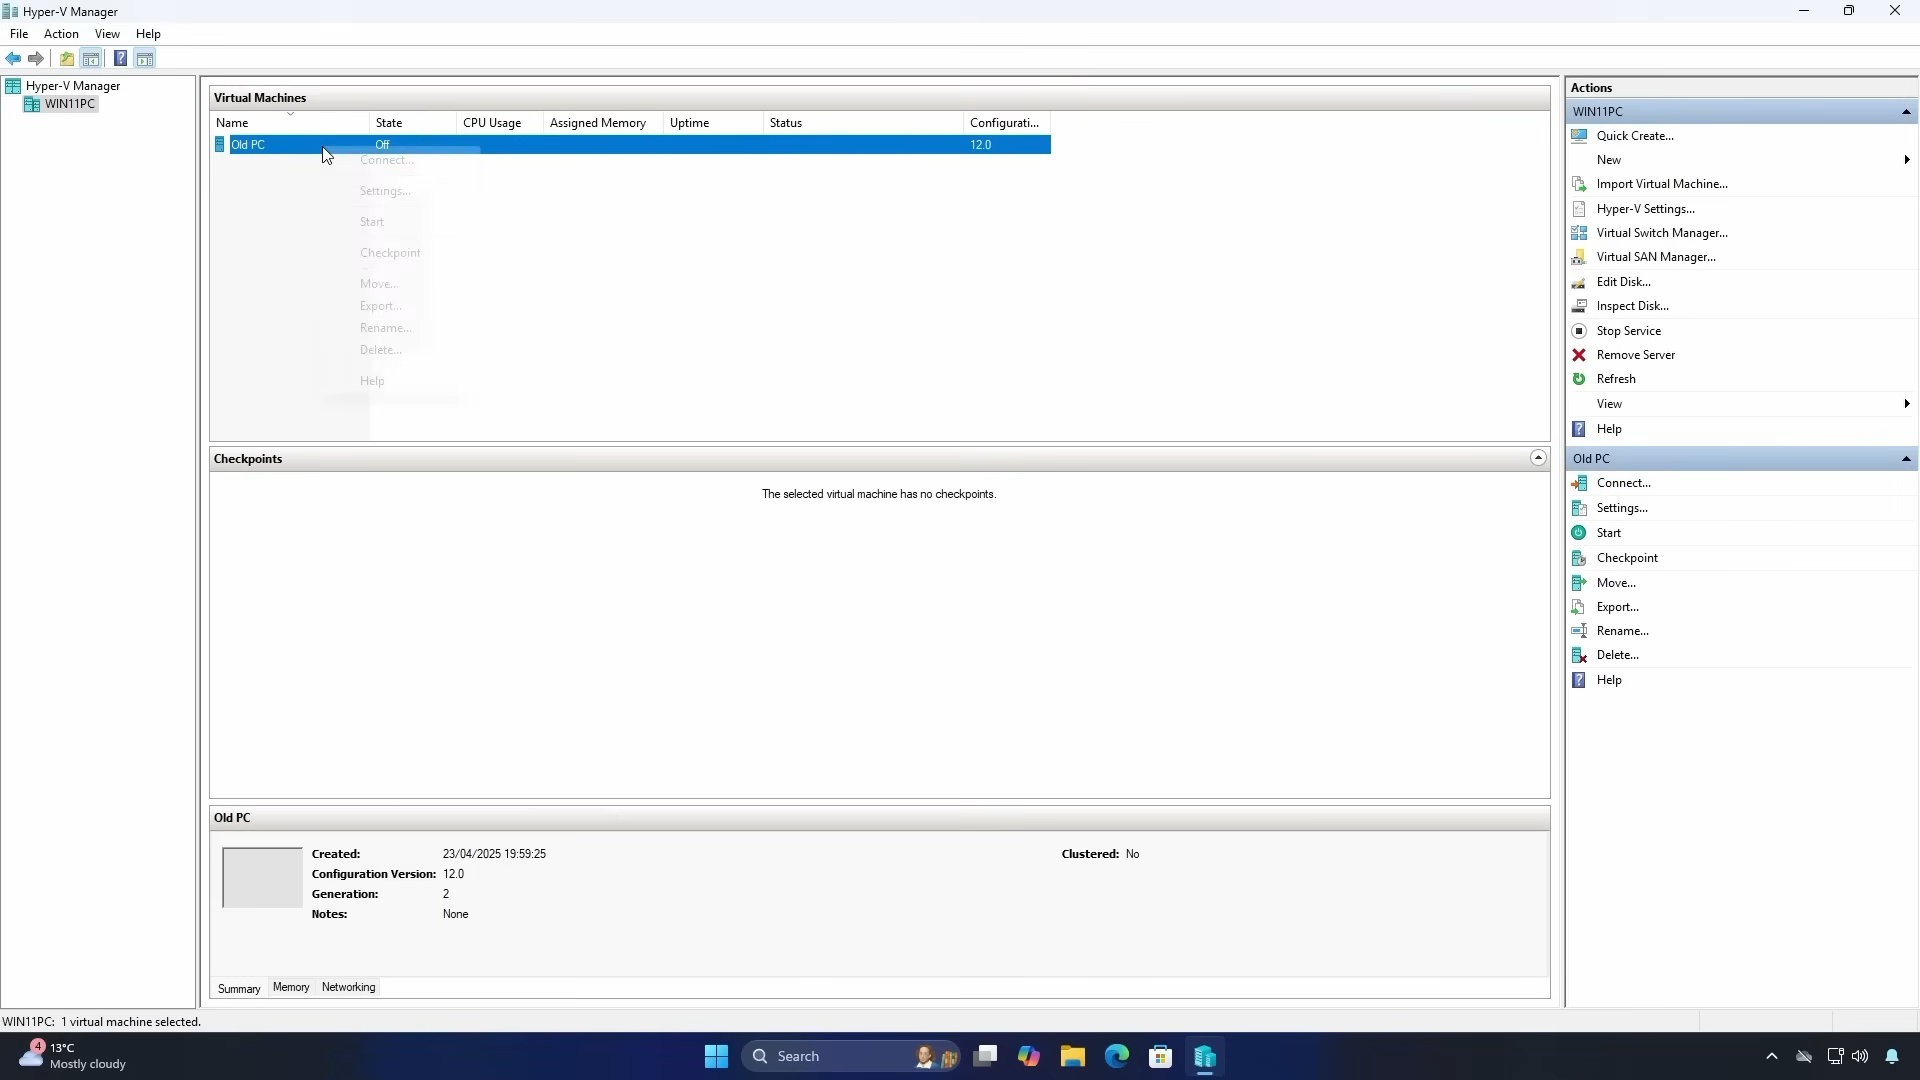 Hyper-V Manager
File Action View Help
Hyper-V Manager
WIN11PC
Virtual Machines
Name State CPU Usage Assigned Memory Uptime Status Configurati...
Old PC Off 12.0
Connect...
Settings...
Start
Checkpoint
Move...
Export...
Rename...
Delete...
Help
Checkpoints
The selected virtual machine has no checkpoints.
Old PC
Created: 23/04/2025 19:59:25 Clustered: No
Configuration Version: 12.0
Generation: 2
Notes: None
Summary Memory Networking
Actions
WIN11PC
Quick Create...
New
Import Virtual Machine...
Hyper-V Settings...
Virtual Switch Manager...
Virtual SAN Manager...
Edit Disk...
Inspect Disk...
Stop Service
Remove Server
Refresh
View
Help
Old PC
Connect...
Settings...
Start
Checkpoint
Move...
Export...
Rename...
Delete...
Help
WIN11PC: 1 virtual machine selected.
4 13°C
Mostly cloudy
Search